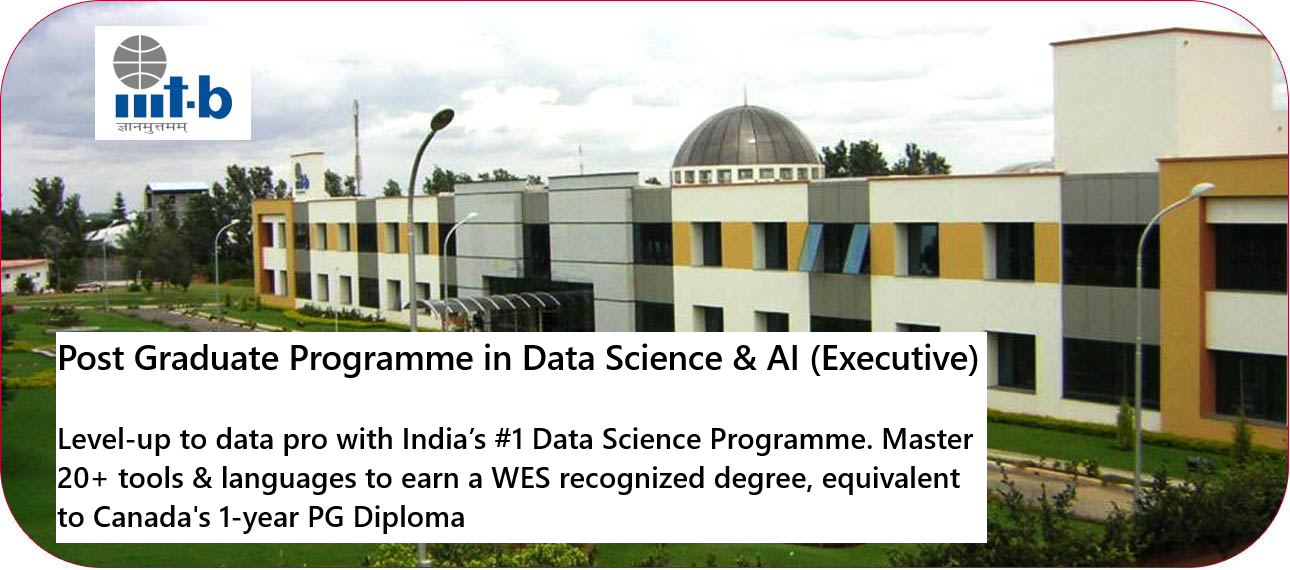 iiit-b
ज्ञानमुत्तमम्
iiit-b
Post Graduate Programme in Data Science & AI (Executive)
Level-up to data pro with India’s #1 Data Science Programme. Master
20+ tools & languages to earn a WES recognized degree, equivalent
to Canada's 1-year PG Diploma